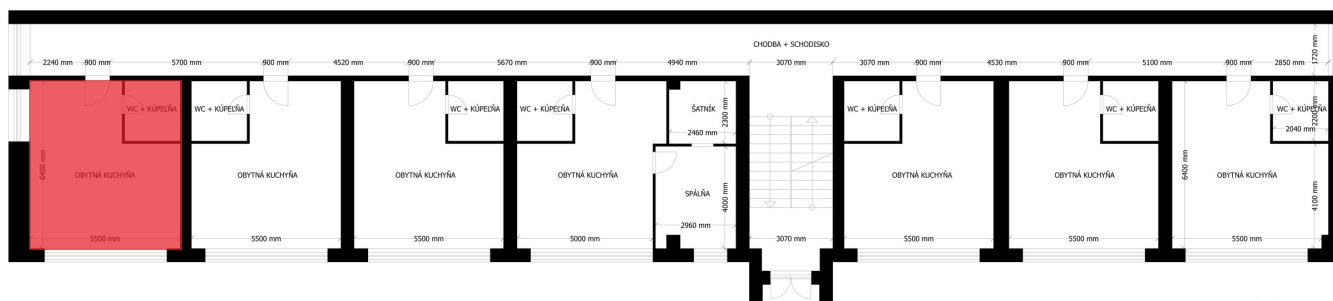 CHODBA + SCHODISKO
2240 mm 900 mm 5700 mm 900 mm 4520 mm 900 mm 5670 mm 900 mm 4940 mm 3070 mm 3070 mm 900 mm 4530 mm 900 mm 5100 mm 900 mm 2850 mm
1720 mm
WC + KÚPEĽŇA WC + KÚPEĽŇA WC + KÚPEĽŇA WC + KÚPEĽŇA ŠATNÍK WC + KÚPEĽŇA WC + KÚPEĽŇA WC + KÚPEĽŇA
2300 mm
2200 mm
2460 mm 2040 mm
6400 mm
6400 mm
OBYTNÁ KUCHYŇA OBYTNÁ KUCHYŇA OBYTNÁ KUCHYŇA OBYTNÁ KUCHYŇA OBYTNÁ KUCHYŇA OBYTNÁ KUCHYŇA OBYTNÁ KUCHYŇA
SPÁLŇA
4000 mm
4100 mm
2960 mm
5500 mm 5500 mm 5500 mm 5000 mm 3070 mm 5500 mm 5500 mm 5500 mm